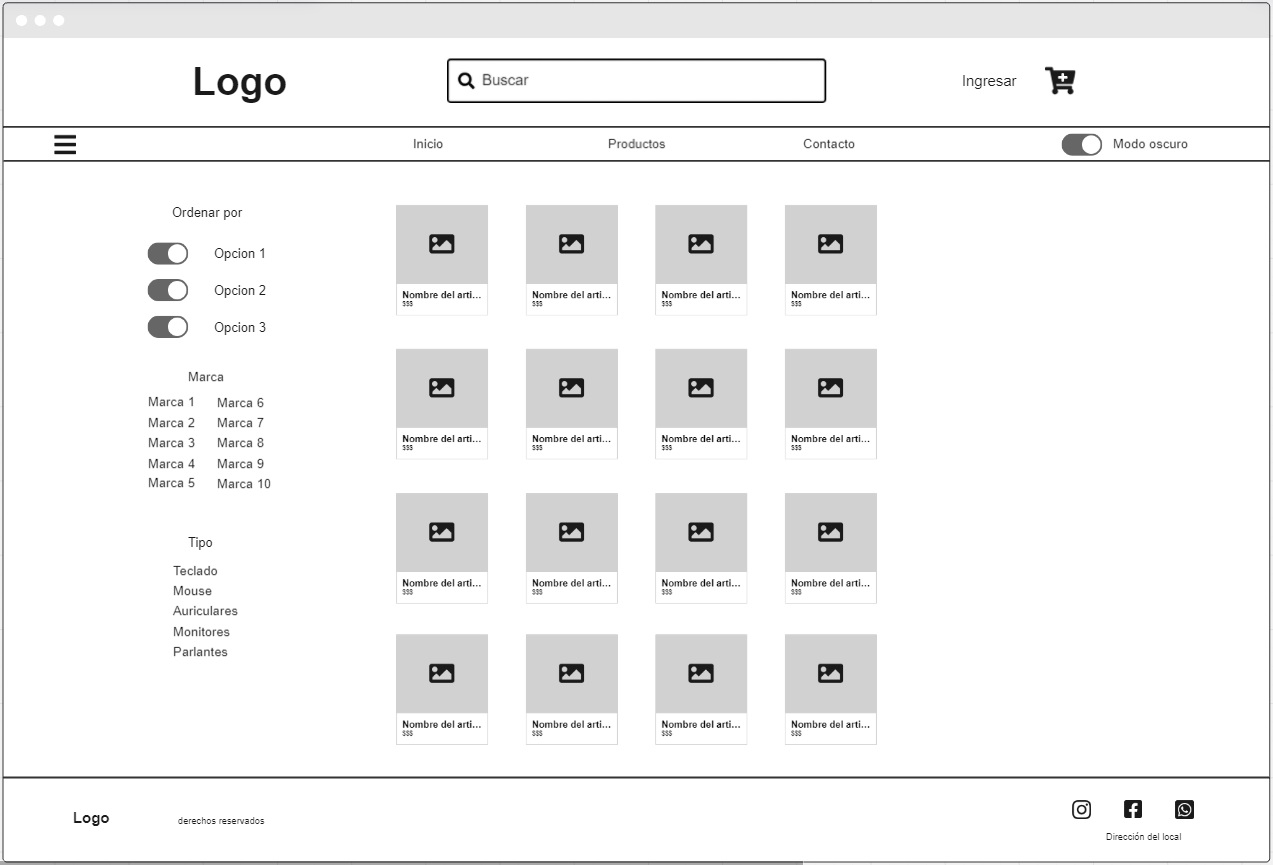 Logo
Buscar
Ingresar
Inicio
Productos
Contacto
Modo oscuro
Ordenar por
Opcion 1
Opcion 2
Opcion 3
Marca
Marca 1
Marca 6
Marca 2
Marca 7
Marca 3
Marca 8
Marca 4
Marca 9
Marca 5
Marca 10
Tipo
Teclado
Mouse
Auriculares
Monitores
Parlantes
Nombre del arti...
$$$
Nombre del arti...
$$$
Nombre del arti...
$$$
Nombre del arti...
$$$
Nombre del arti...
$$$
Nombre del arti...
$$$
Nombre del arti...
$$$
Nombre del arti...
$$$
Nombre del arti...
$$$
Nombre del arti...
$$$
Nombre del arti...
$$$
Nombre del arti...
$$$
Nombre del arti...
$$$
Nombre del arti...
$$$
Nombre del arti...
$$$
Nombre del arti...
$$$
Logo
derechos reservados
Dirección del local